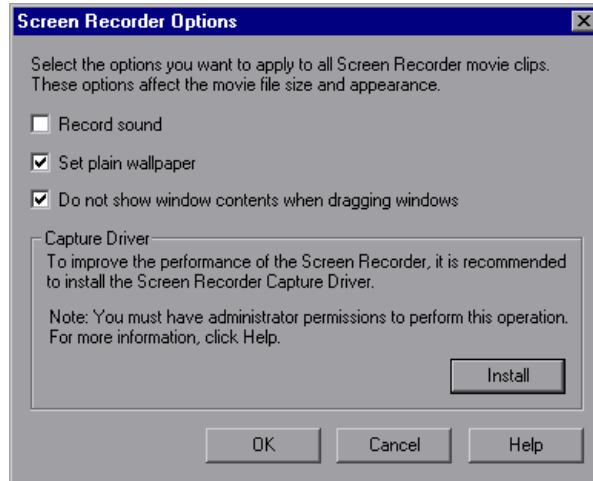 Screen Recorder Options
Select the options you want to apply to all Screen Recorder movie clips.
These options affect the movie file size and appearance.
Record sound
Set plain wallpaper
Do not show window contents when dragging windows
Capture Driver
To improve the performance of the Screen Recorder, it is recommended
to install the Screen Recorder Capture Driver.
Note: You must have administrator permissions to perform this operation.
For more information, click Help.
Install
OK Cancel Help